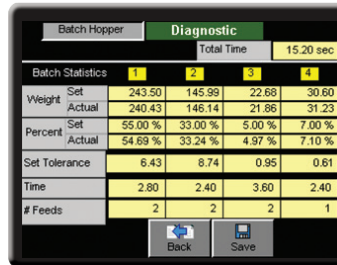 Batch Hopper Diagnostic
Total Time 15.20 sec
Batch Statistics 1 2 3 4
Weight Set 243.50 145.99 22.68 30.60
Actual 240.43 146.14 21.86 31.23
Percent Set 55.00 % 33.00 % 5.00 % 7.00 %
Actual 54.69 % 33.24 % 4.97 % 7.10 %
Set Tolerance 6.43 8.74 0.95 0.61
Time 2.80 2.40 3.60 2.40
# Feeds 2 2 2 1
Back Save